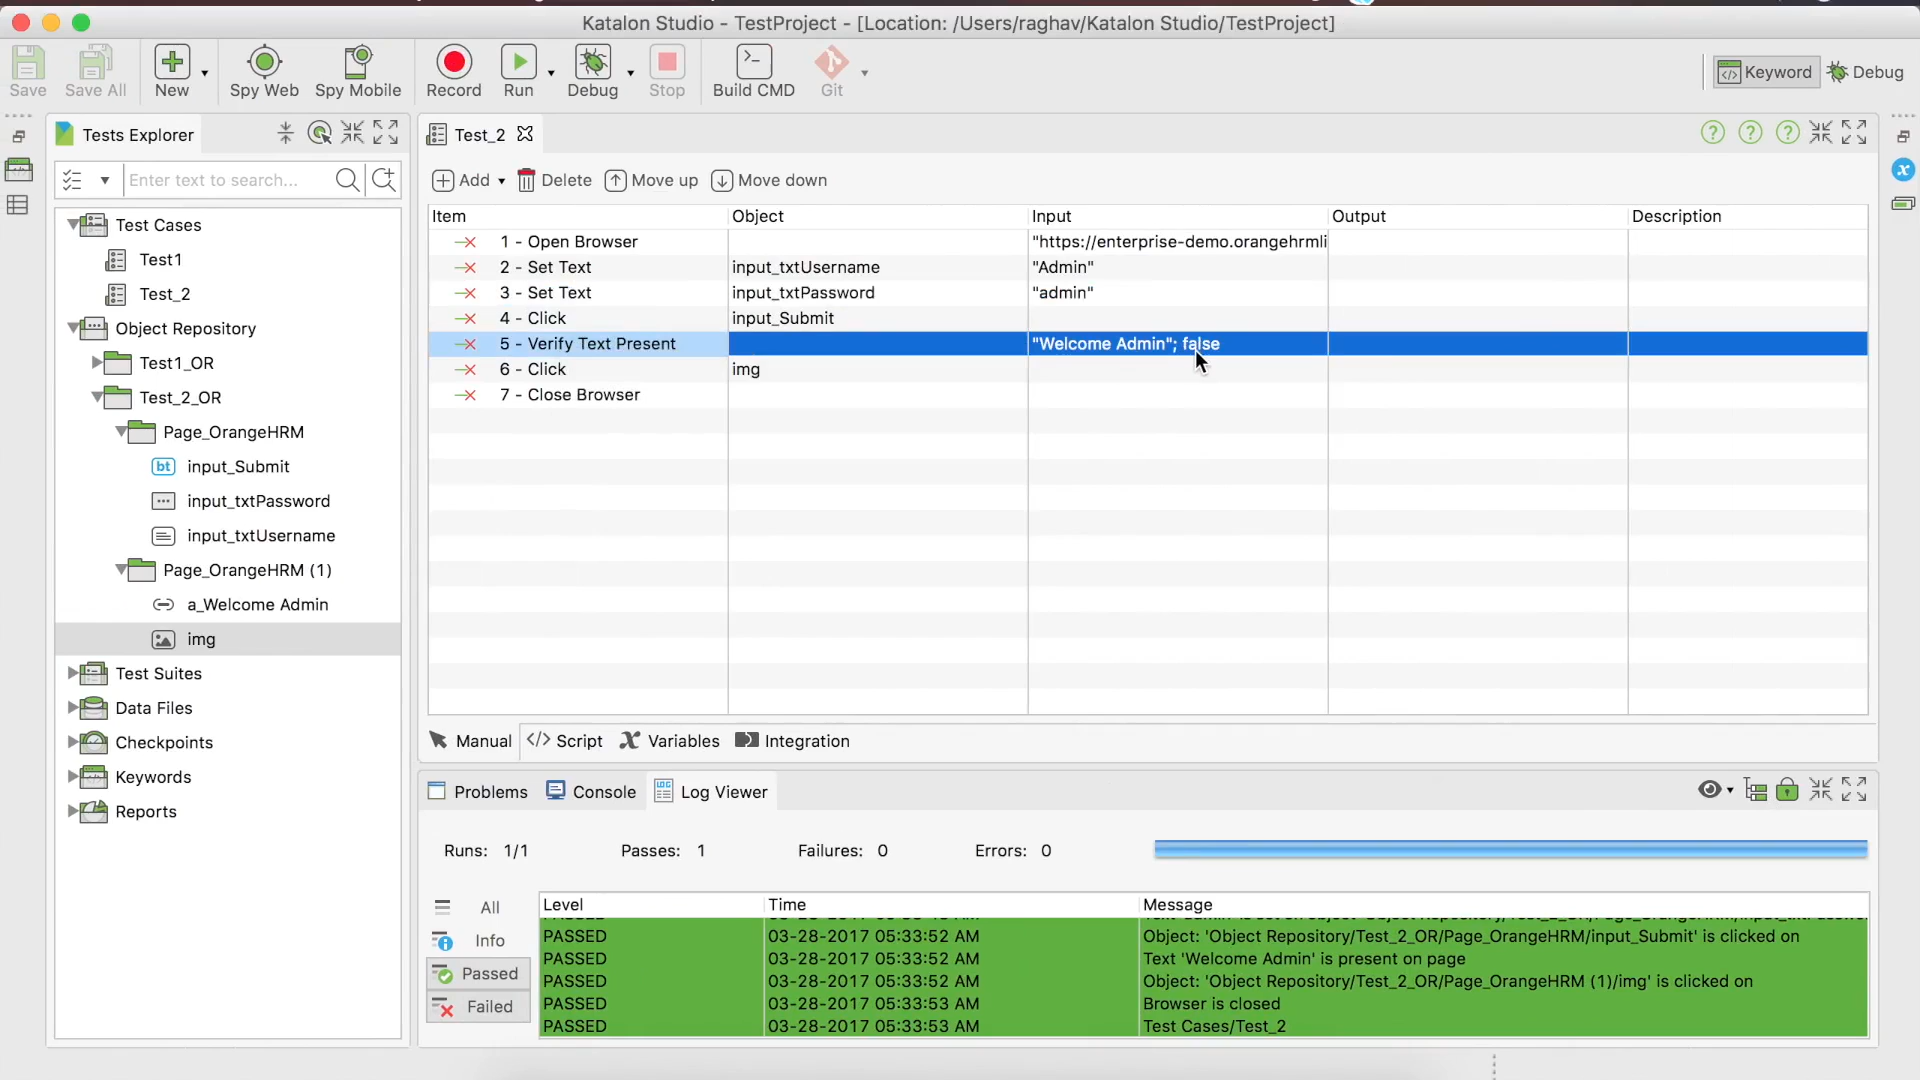 Katalon Studio - TestProject - [Location: /Users/raghav/Katalon Studio/TestProject]
Save Save All New Spy Web Spy Mobile Record Run Debug Stop Build CMD Git Keyword Debug
Tests Explorer
Enter text to search...
Test Cases
Test1
Test_2
Object Repository
Test1_OR
Test_2_OR
Page_OrangeHRM
bt input_Submit
input_txtPassword
input_txtUsername
Page_OrangeHRM (1)
a_Welcome Admin
img
Test Suites
Data Files
Checkpoints
Keywords
Reports
Test_2
Add Delete Move up Move down
Item Object Input Output Description
1 - Open Browser "https://enterprise-demo.orangehrmli
2 - Set Text input_txtUsername "Admin"
3 - Set Text input_txtPassword "admin"
4 - Click input_Submit
5 - Verify Text Present "Welcome Admin"; false
6 - Click img
7 - Close Browser
Manual Script Variables Integration
Problems Console Log Viewer
Runs: 1/1 Passes: 1 Failures: 0 Errors: 0
All
Info
Passed
Failed
Level Time Message
PASSED 03-28-2017 05:33:52 AM Object: 'Object Repository/Test_2_OR/Page_OrangeHRM/input_Submit' is clicked on
PASSED 03-28-2017 05:33:52 AM Text 'Welcome Admin' is present on page
PASSED 03-28-2017 05:33:52 AM Object: 'Object Repository/Test_2_OR/Page_OrangeHRM (1)/img' is clicked on
PASSED 03-28-2017 05:33:53 AM Browser is closed
PASSED 03-28-2017 05:33:53 AM Test Cases/Test_2